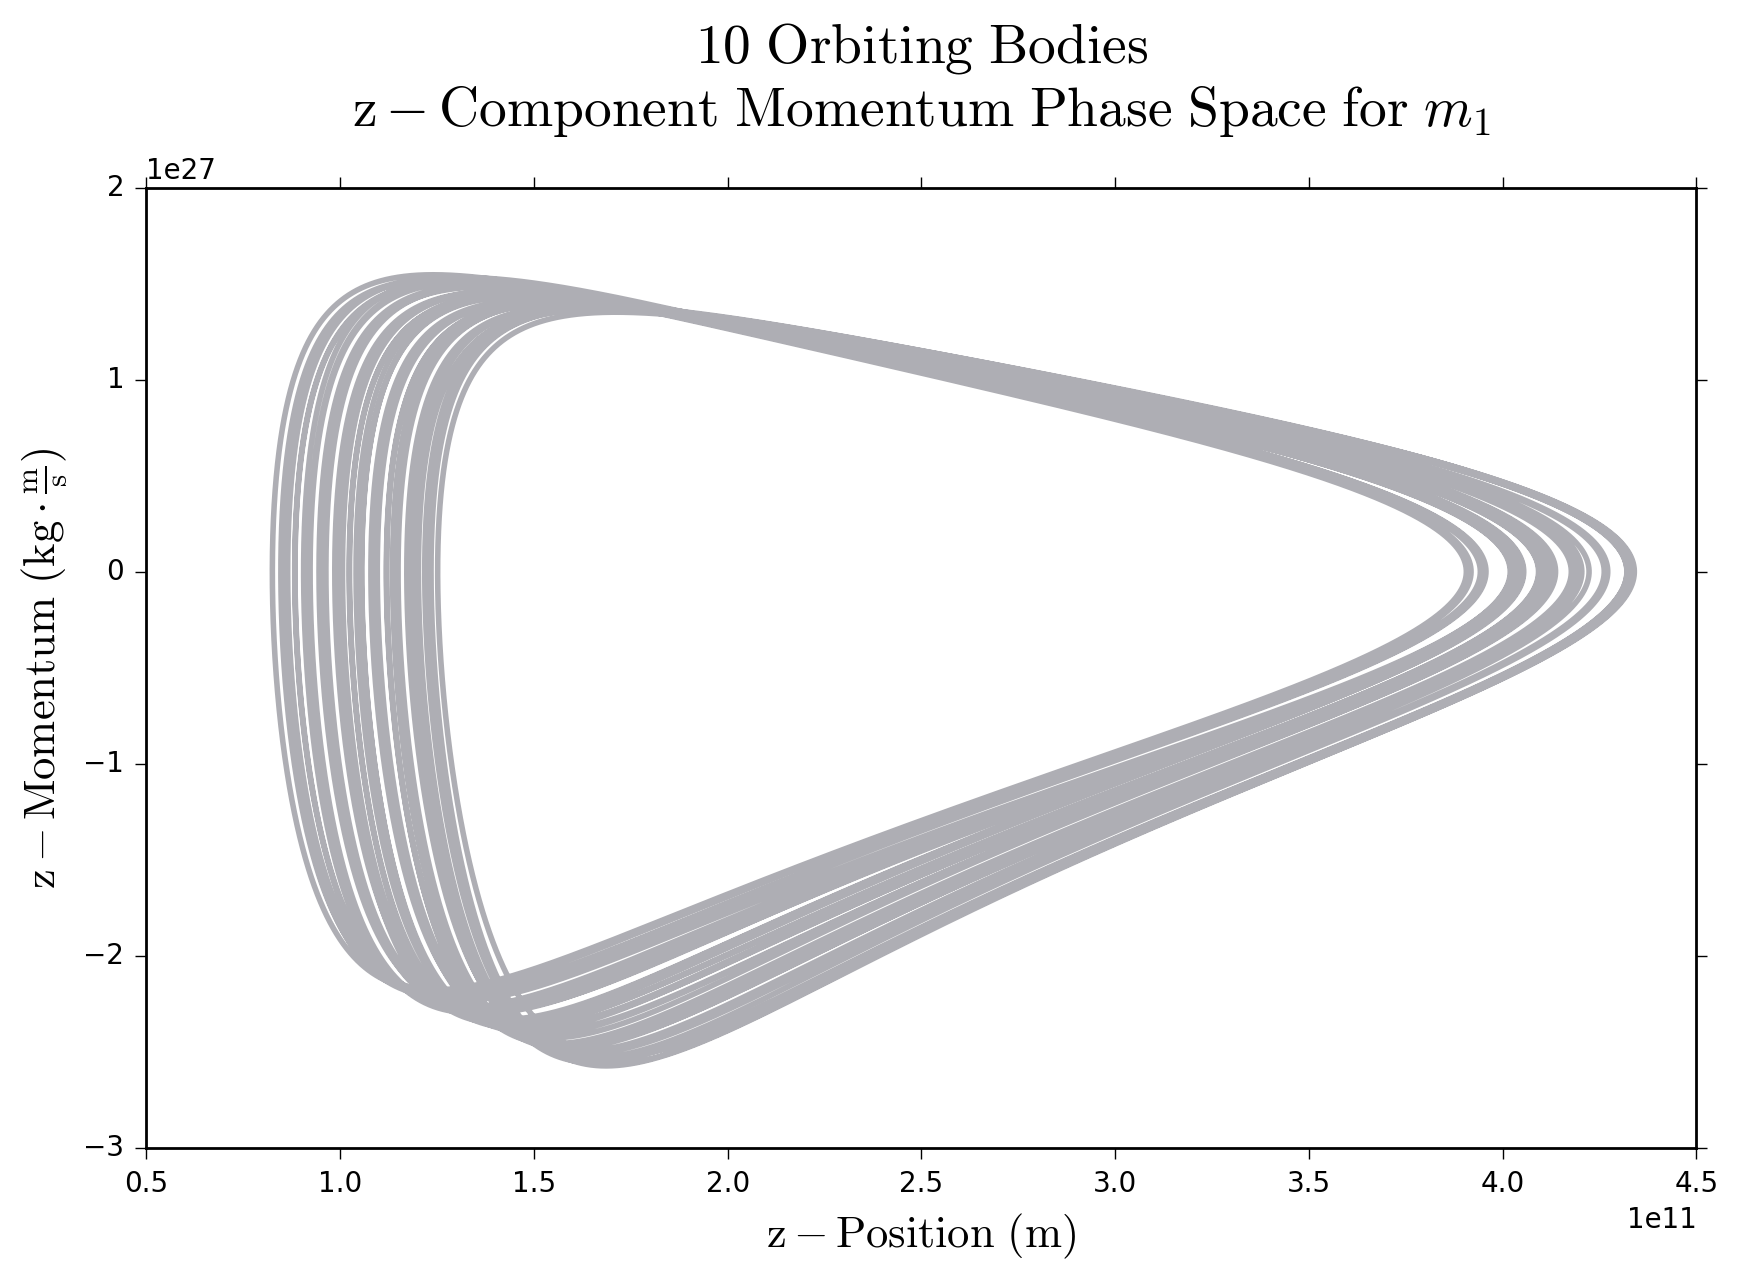 10 Orbiting Bodies
z − Component Momentum Phase Space for m₁
1e27
2
1
0
−1
−2
−3
z − Momentum (kg · m/s)
0.5 1.0 1.5 2.0 2.5 3.0 3.5 4.0 4.5
1e11
z − Position (m)